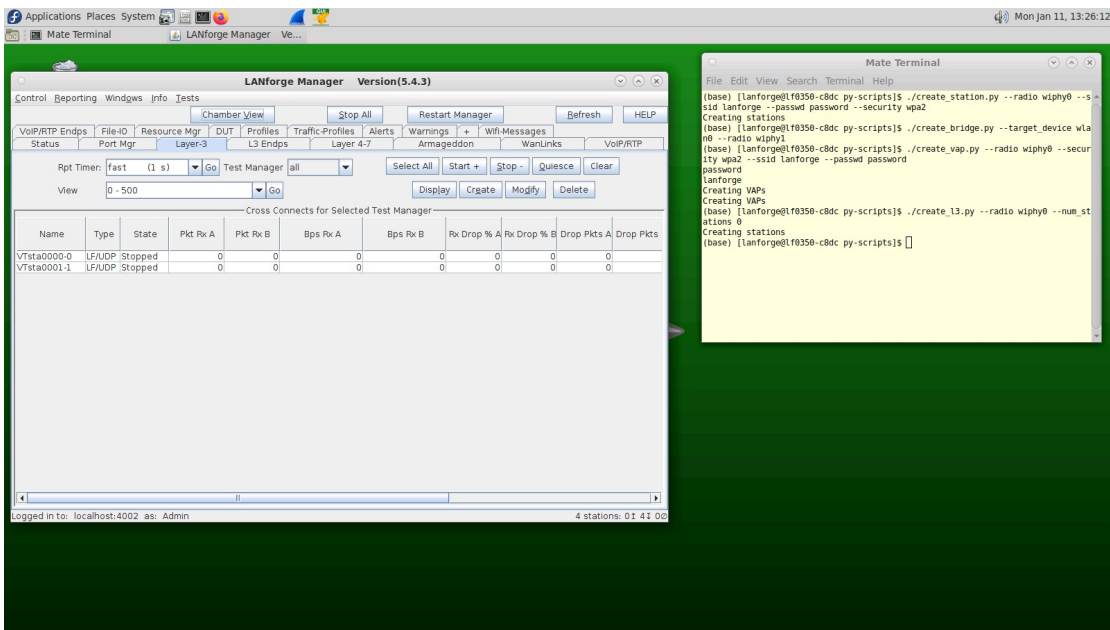 Applications Places System
Mon Jan 11, 13:26:12
Mate Terminal
LANforge Manager Ve...
LANforge Manager Version(5.4.3)
Control Reporting Windows Info Tests
Chamber View Stop All Restart Manager Refresh HELP
VoIP/RTP Endps File-IO Resource Mgr DUT Profiles Traffic-Profiles Alerts Warnings + Wifi-Messages
Status Port Mgr Layer-3 L3 Endps Layer 4-7 Armageddon WanLinks VoIP/RTP
Rpt Timer: fast (1 s) Go Test Manager all Select All Start + Stop - Quiesce Clear
View 0 - 500 Go Display Create Modify Delete
Cross Connects for Selected Test Manager
Name Type State Pkt Rx A Pkt Rx B Bps Rx A Bps Rx B Rx Drop % A Rx Drop % B Drop Pkts A Drop Pkts
VTsta0000-0 LF/UDP Stopped 0 0 0 0 0 0 0
VTsta0001-1 LF/UDP Stopped 0 0 0 0 0 0 0
Logged in to: localhost:4002 as: Admin
4 stations: 0↥ 4↧ 0∅
Mate Terminal
File Edit View Search Terminal Help
(base) [lanforge@lf0350-c8dc py-scripts]$ ./create_station.py --radio wiphy0 --s
sid lanforge --passwd password --security wpa2
Creating stations
(base) [lanforge@lf0350-c8dc py-scripts]$ ./create_bridge.py --target_device wla
n0 --radio wiphy1
(base) [lanforge@lf0350-c8dc py-scripts]$ ./create_vap.py --radio wiphy0 --secur
ity wpa2 --ssid lanforge --passwd password
password
lanforge
Creating VAPs
Creating VAPs
(base) [lanforge@lf0350-c8dc py-scripts]$ ./create_l3.py --radio wiphy0 --num_st
ations 0
Creating stations
(base) [lanforge@lf0350-c8dc py-scripts]$